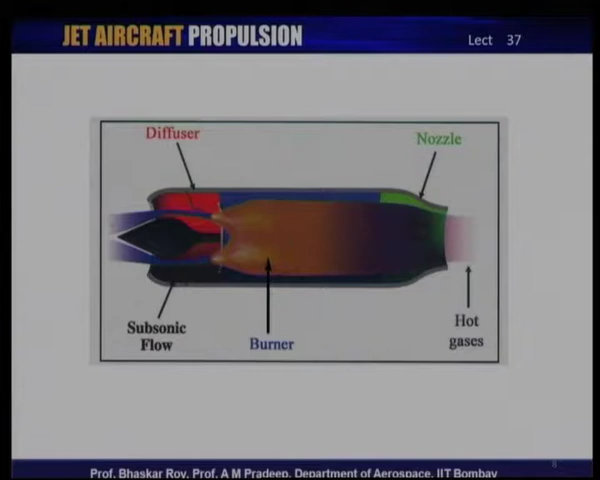 JET AIRCRAFT PROPULSION
Lect 37
Diffuser
Nozzle
Subsonic
Flow
Burner
Hot
gases
8
Prof. Bhaskar Roy, Prof. A M Pradeep, Department of Aerospace, IIT Bombay